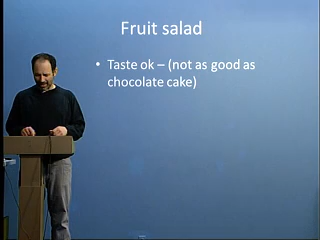 Fruit salad
• Taste ok – (not as good as
chocolate cake)